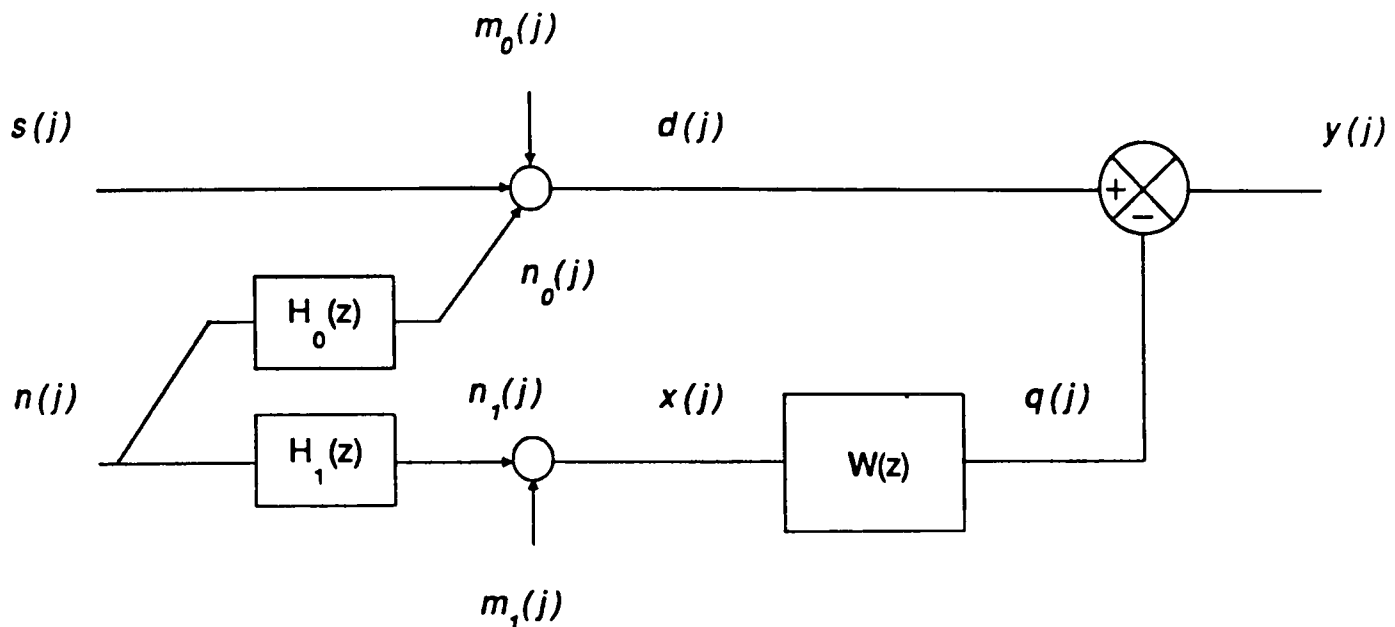 m₀(j)
s(j)
d(j)
y(j)
+
−
n₀(j)
H₀(z)
n(j)
n₁(j)
x(j)
q(j)
H₁(z)
W(z)
m₁(j)